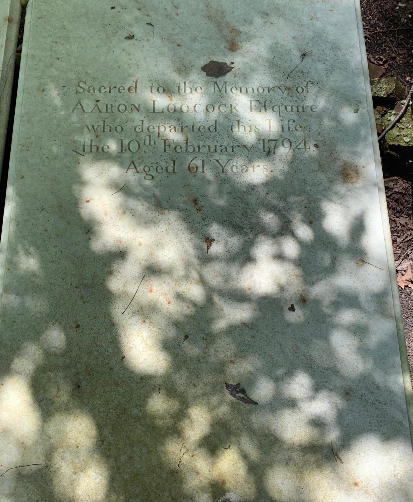 Sacred to the Memory of
AARON LOOCOCK Eſquire
who departed this Life
the 10th February 1794
Aged 61 Years.